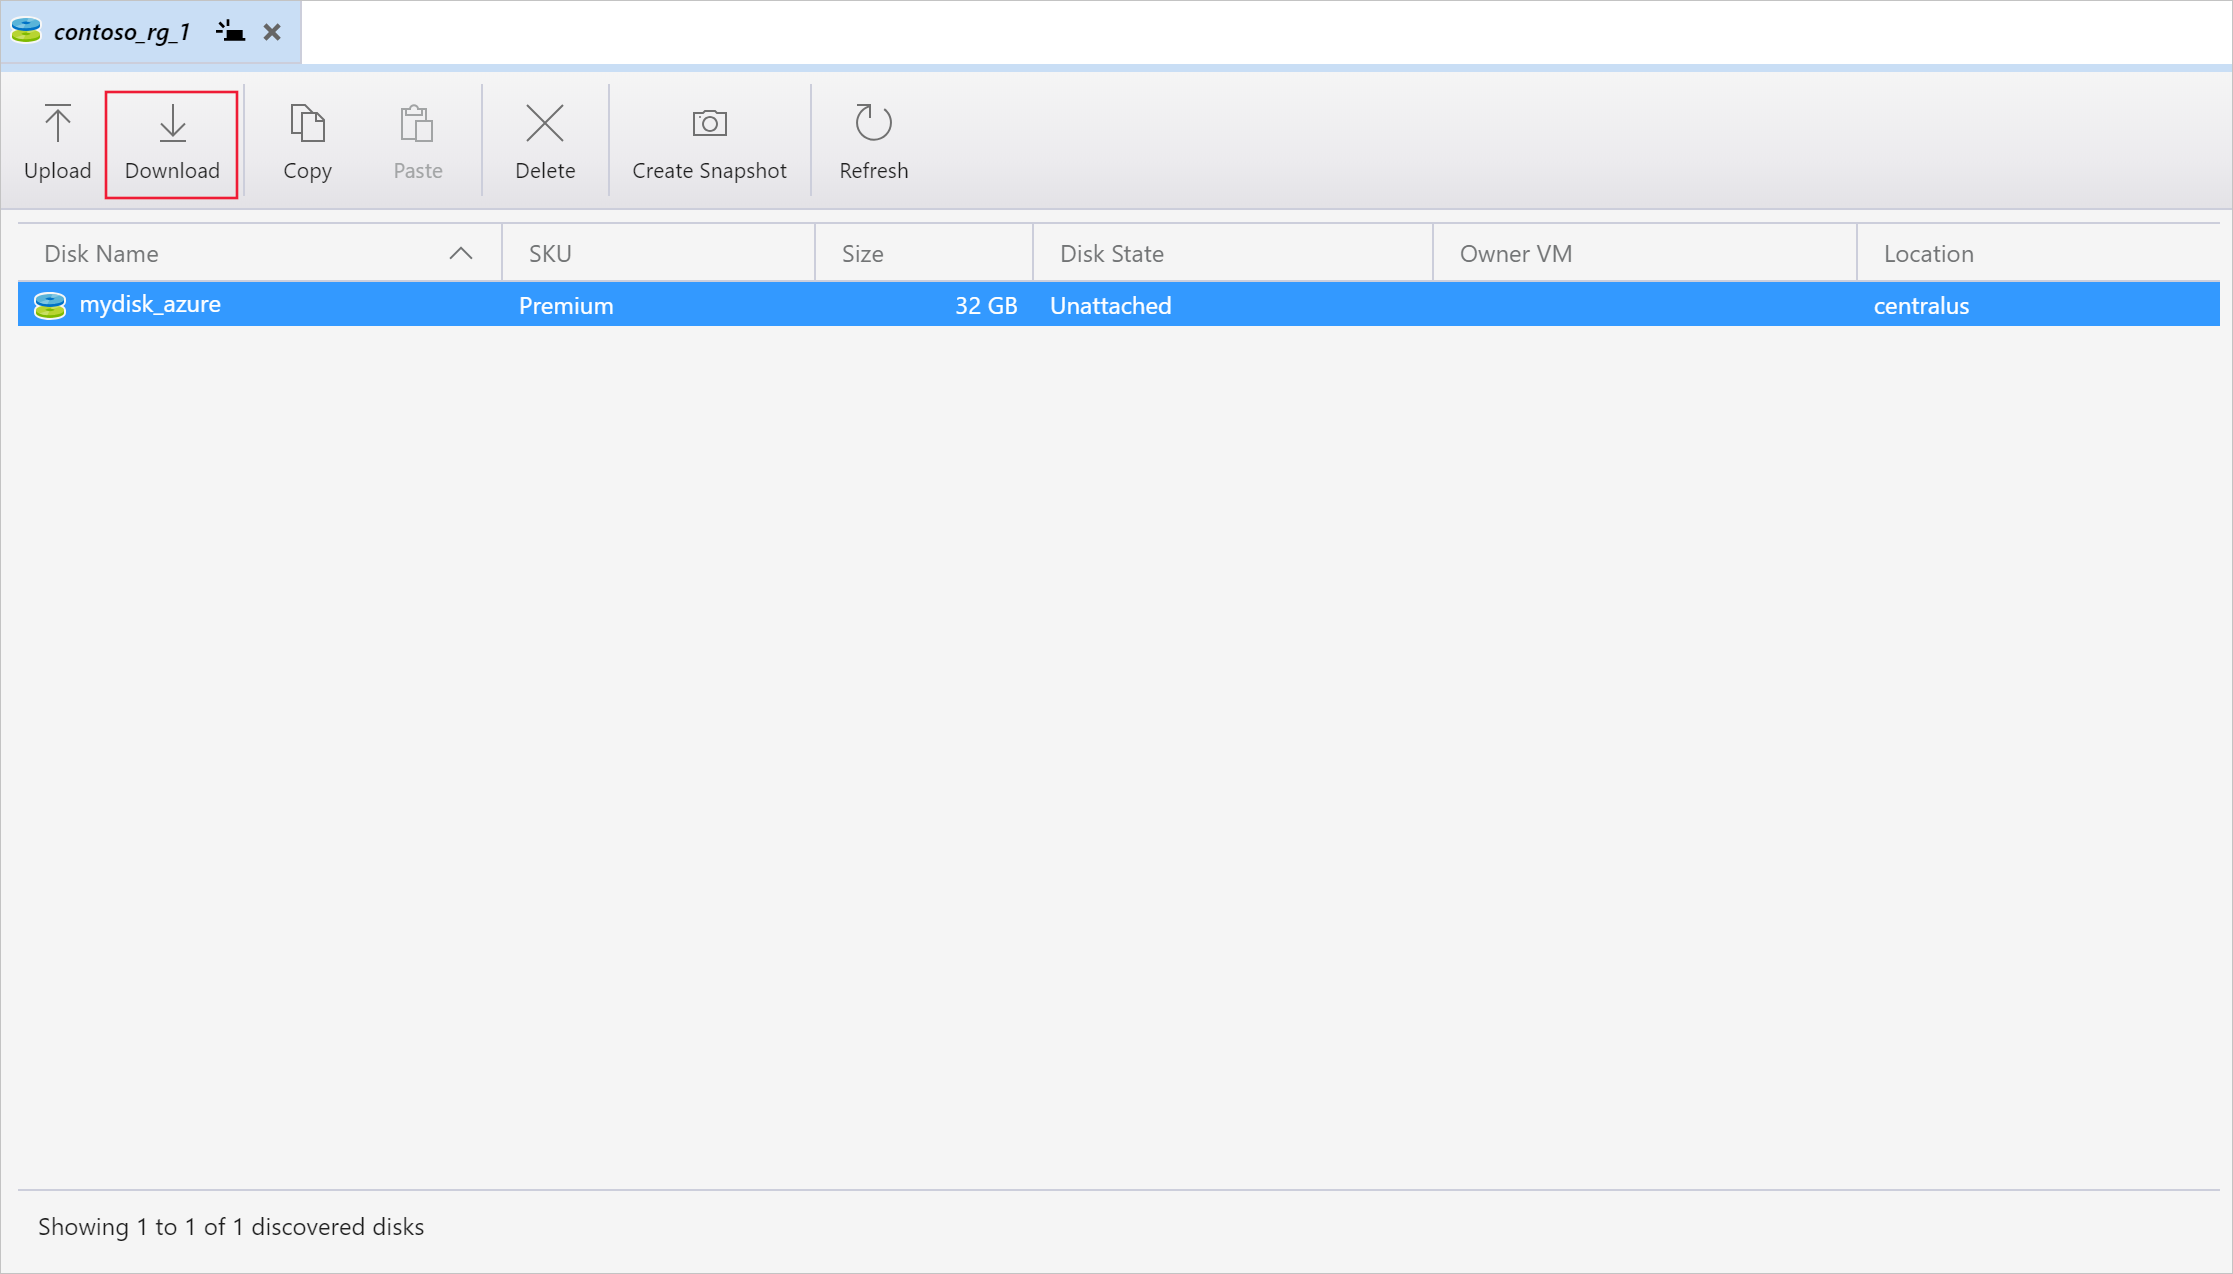 contoso_rg_1
Upload Download Copy Paste Delete Create Snapshot Refresh
Disk Name SKU Size Disk State Owner VM Location
mydisk_azure Premium 32 GB Unattached centralus
Showing 1 to 1 of 1 discovered disks